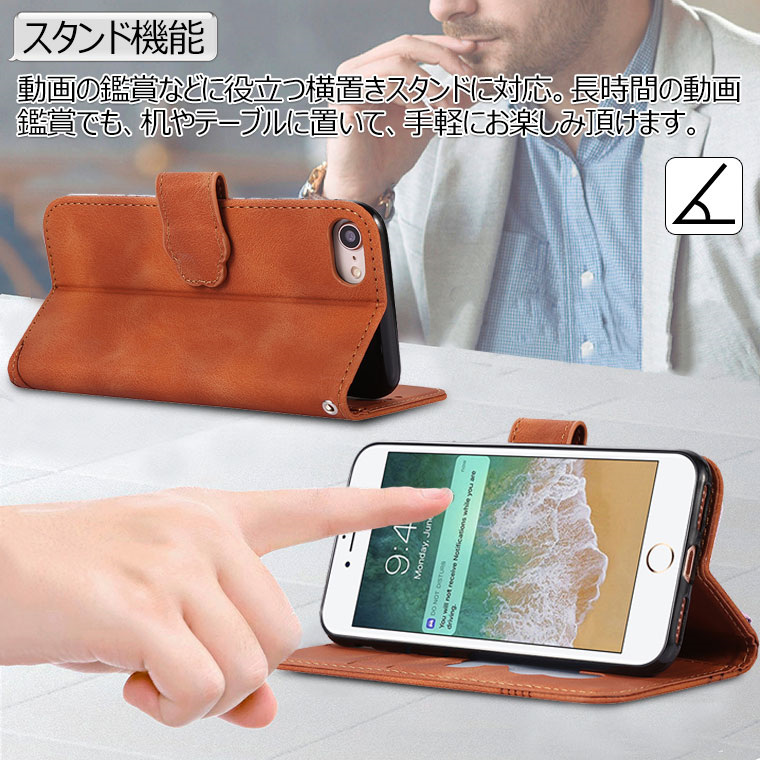 スタンド機能
動画の鑑賞などに役立つ横置きスタンドに対応。長時間の動画
鑑賞でも、机やテーブルに置いて、手軽にお楽しみ頂けます。
9:4
Monday, June
DO NOT DISTURB
now
You will not receive Notifications while you are
driving.